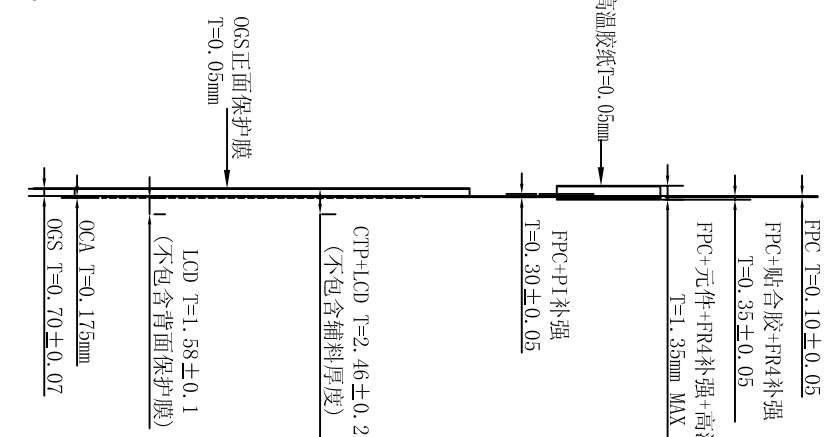 OGS正面保护膜
T=0.05mm
高温胶纸T=0.05mm
FPC T=0.10±0.05
FPC+贴合胶+FR4补强
T=0.35±0.05
FPC+元件+FR4补强+高
T=1.35mm MAX
FPC+PI补强
T=0.30±0.05
CTP+LCD T=2.46±0.2
(不包含辅料厚度)
LCD T=1.58±0.1
(不包含背面保护膜)
OCA T=0.175mm
OGS T=0.70±0.07